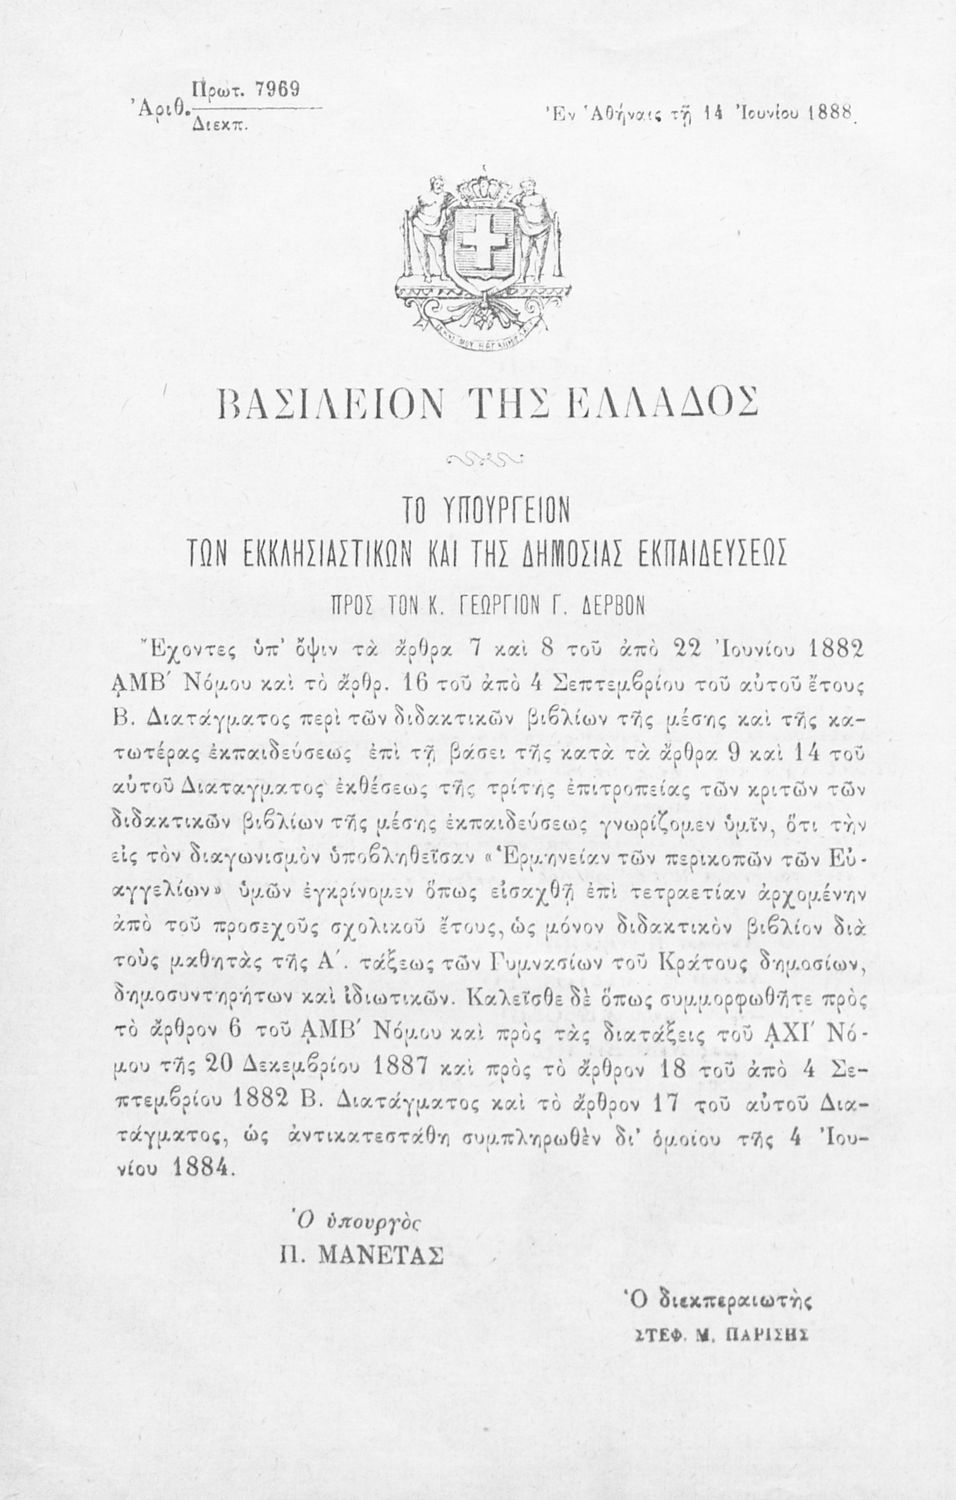 Ἀριθ. Πρωτ. 7969
Διεκπ.
Ἐν Ἀθήναις τῇ 14 Ἰουνίου 1888
ΒΑΣΙΛΕΙΟΝ ΤΗΣ ΕΛΛΑΔΟΣ
ΤΟ ΥΠΟΥΡΓΕΙΟΝ
ΤΩΝ ΕΚΚΛΗΣΙΑΣΤΙΚΩΝ ΚΑΙ ΤΗΣ ΔΗΜΟΣΙΑΣ ΕΚΠΑΙΔΕΥΣΕΩΣ
ΠΡΟΣ ΤΟΝ Κ. ΓΕΩΡΓΙΟΝ Γ. ΔΕΡΒΟΝ
Ἔχοντες ὑπ' ὄψιν τὰ ἄρθρα 7 καὶ 8 τοῦ ἀπὸ 22 Ἰουνίου 1882
͵ΑΜΒ΄ Νόμου καὶ τὸ ἄρθρ. 16 τοῦ ἀπὸ 4 Σεπτεμβρίου τοῦ αὐτοῦ ἔτους
Β. Διατάγματος περὶ τῶν διδακτικῶν βιβλίων τῆς μέσης καὶ τῆς κα-
τωτέρας ἐκπαιδεύσεως ἐπὶ τῇ βάσει τῆς κατὰ τὰ ἄρθρα 9 καὶ 14 τοῦ
αὐτοῦ Διαταγματος ἐκθέσεως τῆς τρίτης ἐπιτροπείας τῶν κριτῶν τῶν
διδακτικῶν βιβλίων τῆς μέσης ἐκπαιδεύσεως γνωρίζομεν ὑμῖν, ὅτι τὴν
εἰς τὸν διαγωνισμὸν ὑποβληθεῖσαν «Ἑρμηνείαν τῶν περικοπῶν τῶν Εὐ-
αγγελίων» ὑμῶν ἐγκρίνομεν ὅπως εἰσαχθῇ ἐπὶ τετραετίαν ἀρχομένην
ἀπὸ τοῦ προσεχοῦς σχολικοῦ ἔτους, ὡς μόνον διδακτικὸν βιβλίον διὰ
τοὺς μαθητὰς τῆς Α΄. τάξεως τῶν Γυμνασίων τοῦ Κράτους δημοσίων,
δημοσυντηρήτων καὶ ἰδιωτικῶν. Καλεῖσθε δὲ ὅπως συμμορφωθῆτε πρὸς
τὸ ἄρθρον 6 τοῦ ͵ΑΜΒ΄ Νόμου καὶ πρὸς τὰς διατάξεις τοῦ ͵ΑΧΙ΄ Νό-
μου τῆς 20 Δεκεμβρίου 1887 καὶ πρὸς τὸ ἄρθρον 18 τοῦ ἀπὸ 4 Σε-
πτεμβρίου 1882 Β. Διατάγματος καὶ τὸ ἄρθρον 17 τοῦ αὐτοῦ Δια-
τάγματος, ὡς ἀντικατεστάθη συμπληρωθὲν δι' ὁμοίου τῆς 4 Ἰου-
νίου 1884.
Ὁ ὑπουργὸς
Π. ΜΑΝΕΤΑΣ
Ὁ διεκπεραιωτὴς
ΣΤΕΦ. Μ. ΠΑΡΙΣΗΣ